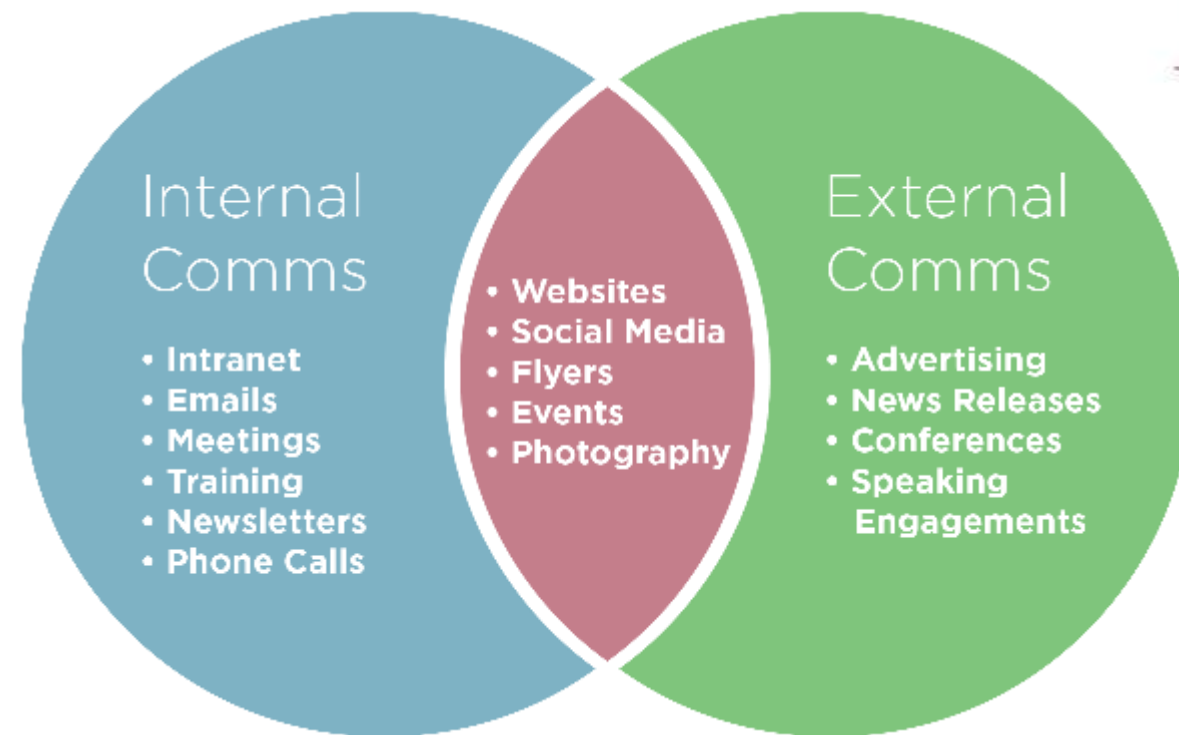 Internal
Comms
• Intranet
• Emails
• Meetings
• Training
• Newsletters
• Phone Calls
• Websites
• Social Media
• Flyers
• Events
• Photography
External
Comms
• Advertising
• News Releases
• Conferences
• Speaking
Engagements